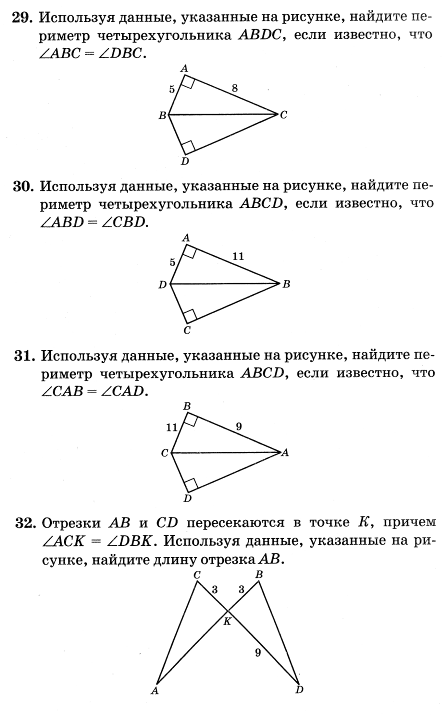 29. Используя данные, указанные на рисунке, найдите пе-
риметр четырехугольника ABDC, если известно, что
∠ABC = ∠DBC.
A
5
8
B
C
D
30. Используя данные, указанные на рисунке, найдите пе-
риметр четырехугольника ABCD, если известно, что
∠ABD = ∠CBD.
A
5
11
D
B
C
31. Используя данные, указанные на рисунке, найдите пе-
риметр четырехугольника ABCD, если известно, что
∠CAB = ∠CAD.
B
11
9
C
A
D
32. Отрезки AB и CD пересекаются в точке K, причем
∠ACK = ∠DBK. Используя данные, указанные на ри-
сунке, найдите длину отрезка AB.
C
B
3
3
K
9
A
D